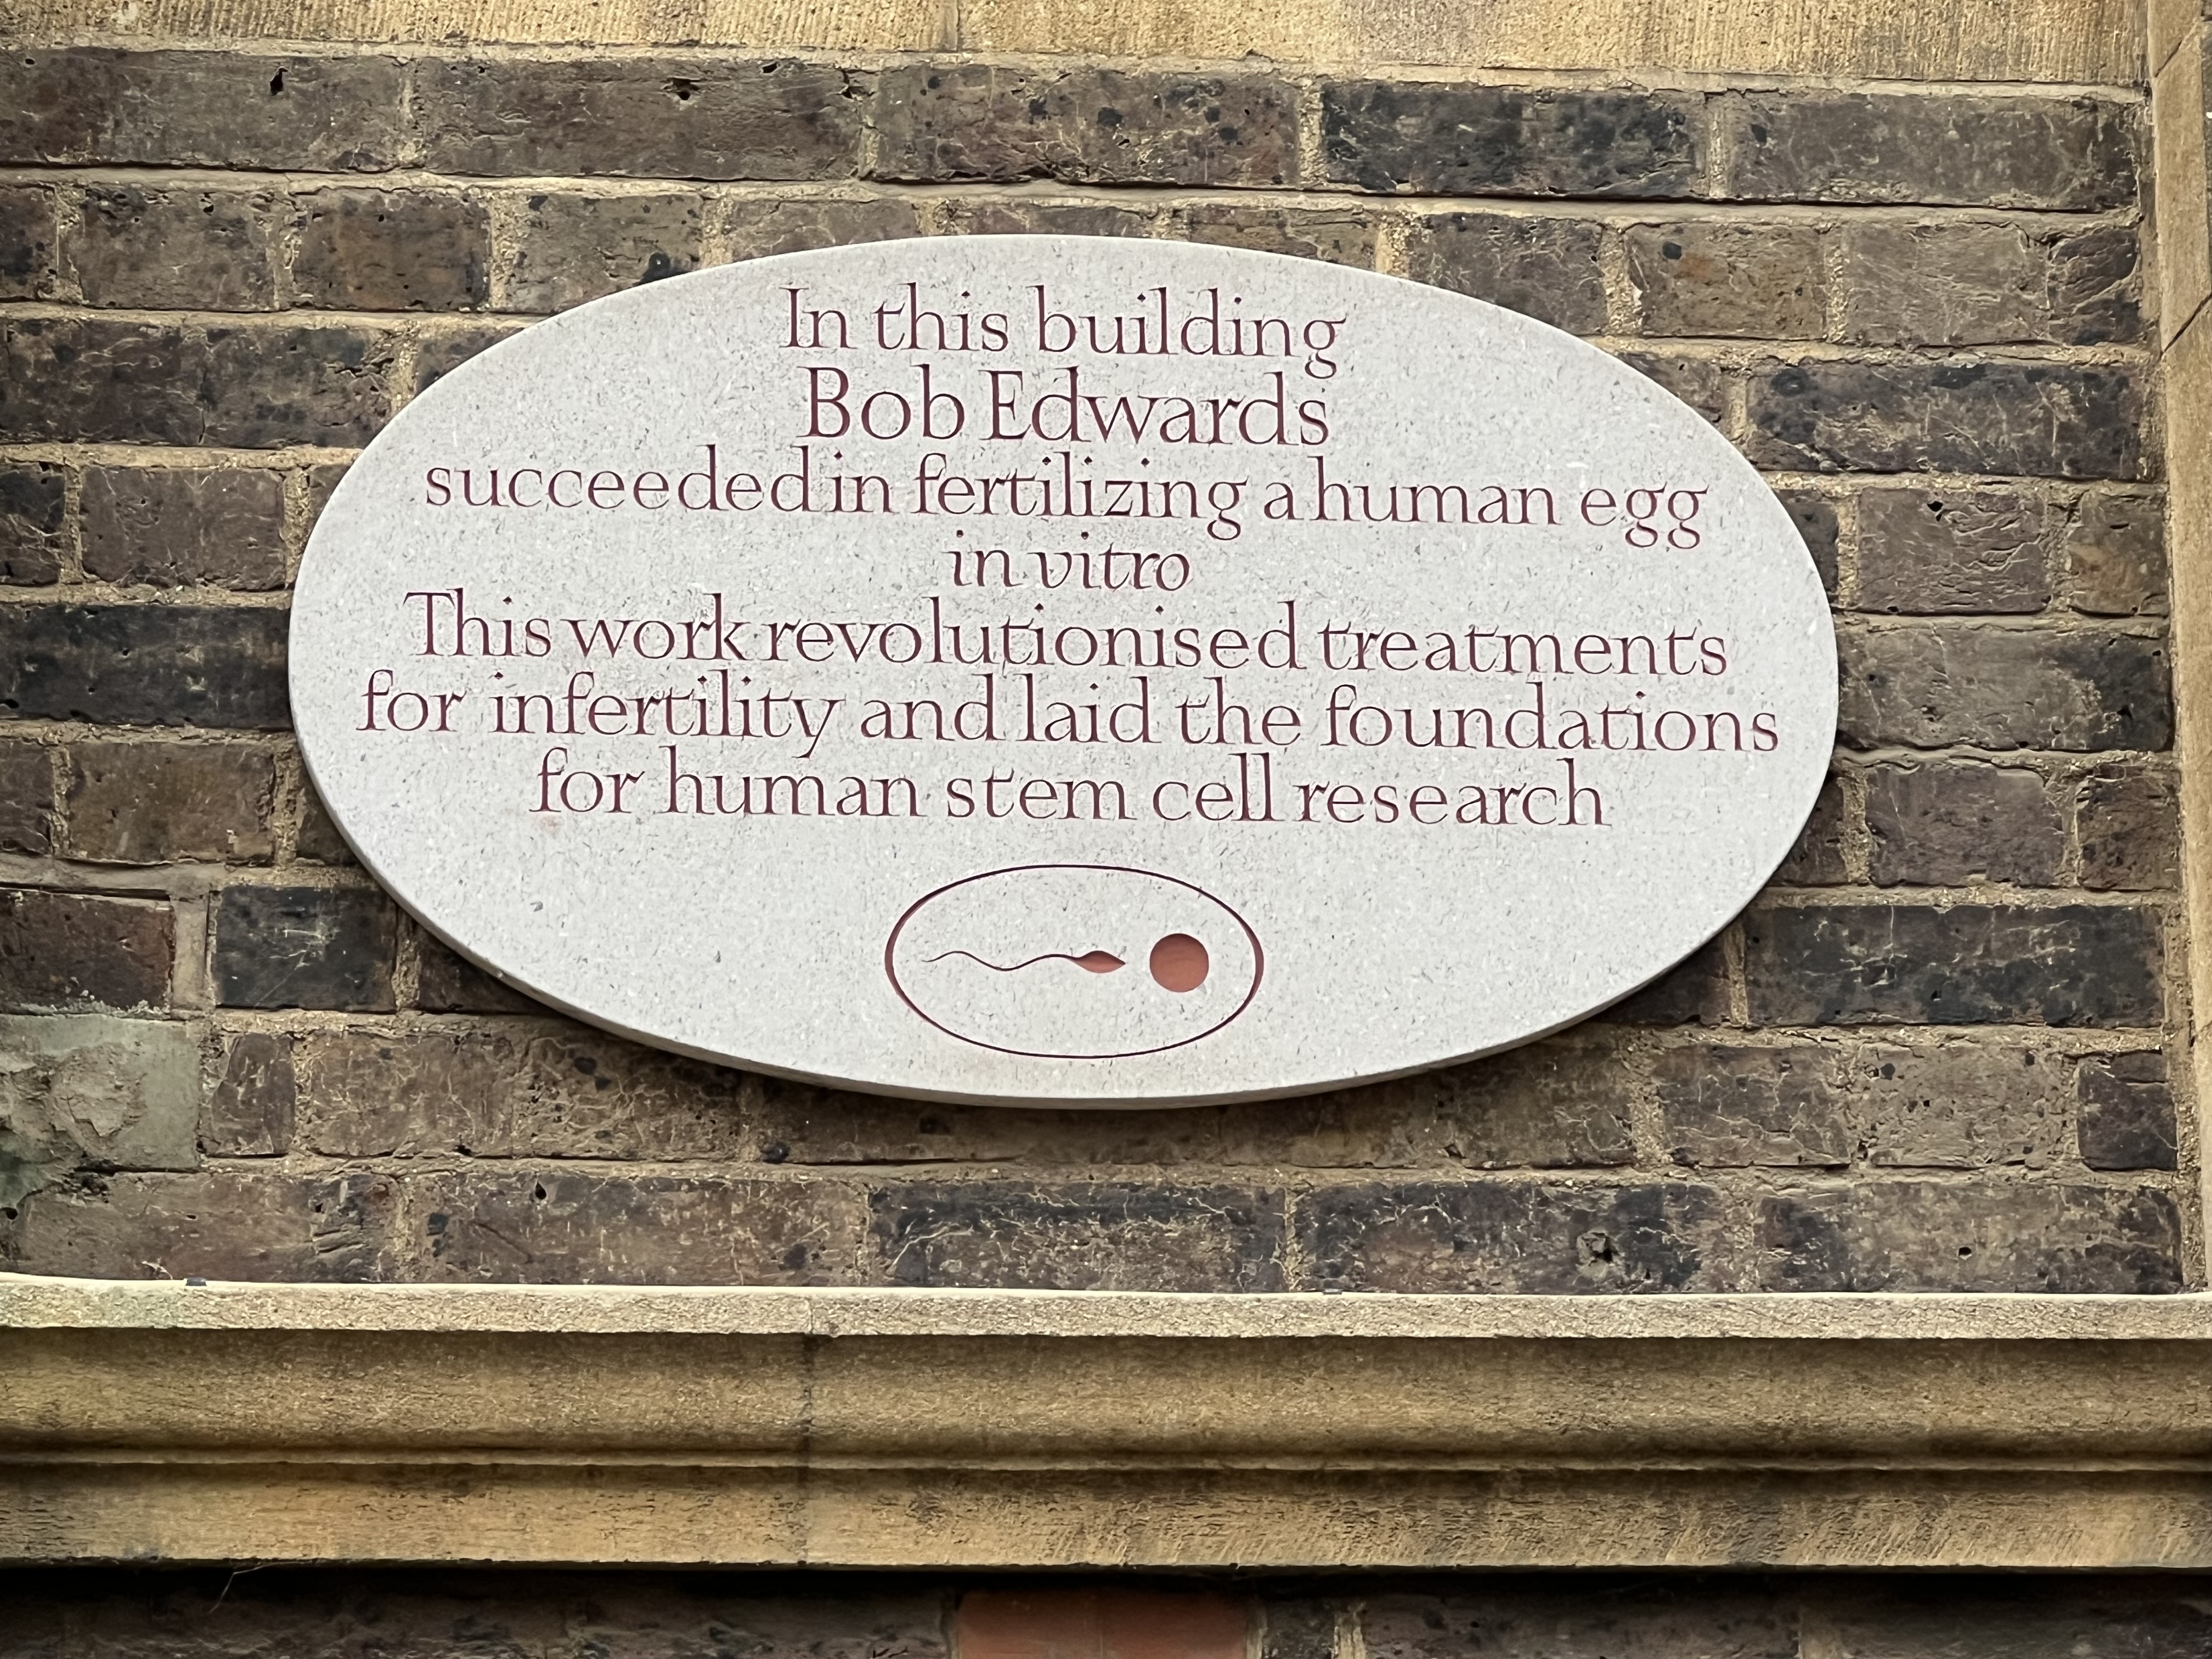 In this building
Bob Edwards
succeeded in fertilizing a human egg
in vitro
This work revolutionised treatments
for infertility and laid the foundations
for human stem cell research